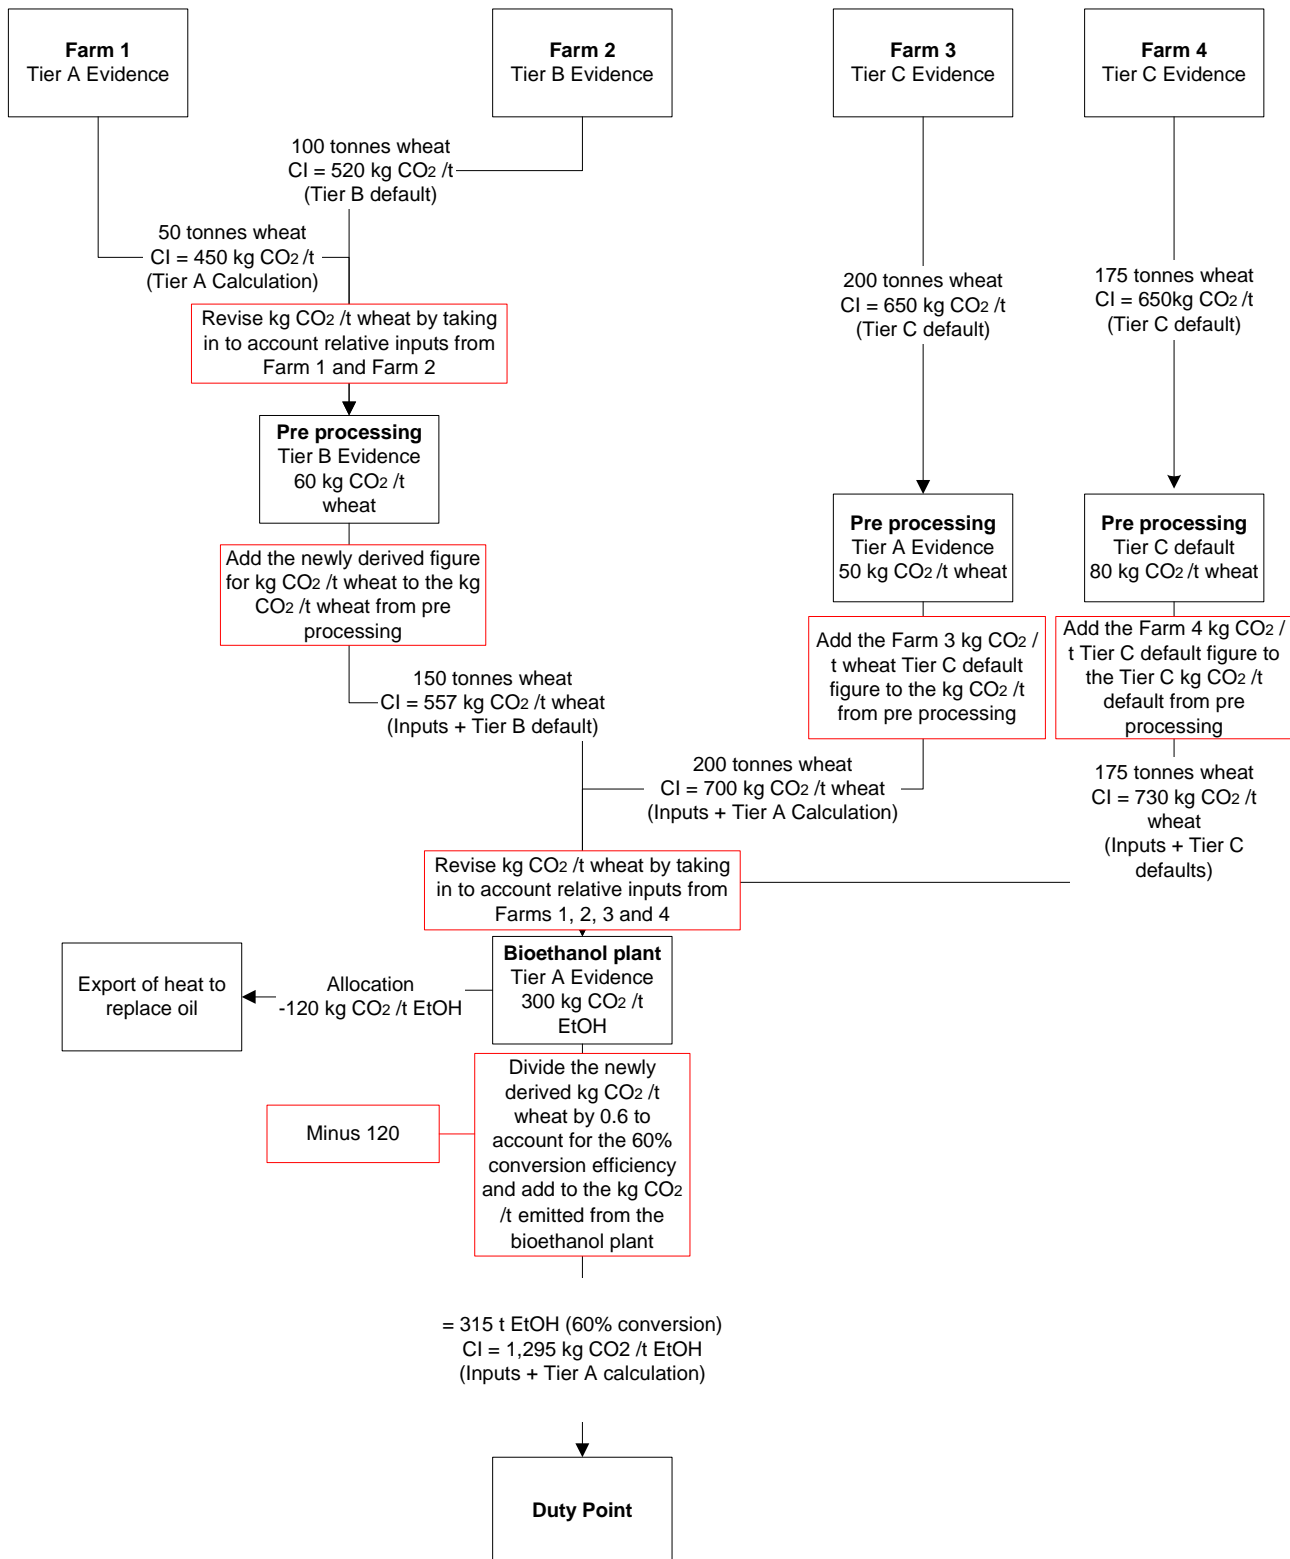 Farm 1
Tier A Evidence
Farm 2
Tier B Evidence
Farm 3
Tier C Evidence
Farm 4
Tier C Evidence
100 tonnes wheat
CI = 520 kg CO2 /t
(Tier B default)
50 tonnes wheat
CI = 450 kg CO2 /t
(Tier A Calculation)
200 tonnes wheat
CI = 650 kg CO2 /t
(Tier C default)
175 tonnes wheat
CI = 650kg CO2 /t
(Tier C default)
Revise kg CO2 /t wheat by taking
in to account relative inputs from
Farm 1 and Farm 2
Pre processing
Tier B Evidence
60 kg CO2 /t
wheat
Pre processing
Tier A Evidence
50 kg CO2 /t wheat
Pre processing
Tier C default
80 kg CO2 /t wheat
Add the newly derived figure
for kg CO2 /t wheat to the kg
CO2 /t wheat from pre
processing
Add the Farm 3 kg CO2 /
t wheat Tier C default
figure to the kg CO2 /t
from pre processing
Add the Farm 4 kg CO2 /
t Tier C default figure to
the Tier C kg CO2 /t
default from pre
processing
150 tonnes wheat
CI = 557 kg CO2 /t wheat
(Inputs + Tier B default)
200 tonnes wheat
CI = 700 kg CO2 /t wheat
(Inputs + Tier A Calculation)
175 tonnes wheat
CI = 730 kg CO2 /t
wheat
(Inputs + Tier C
defaults)
Revise kg CO2 /t wheat by taking
in to account relative inputs from
Farms 1, 2, 3 and 4
Export of heat to
replace oil
Allocation
-120 kg CO2 /t EtOH
Bioethanol plant
Tier A Evidence
300 kg CO2 /t
EtOH
Minus 120
Divide the newly
derived kg CO2 /t
wheat by 0.6 to
account for the 60%
conversion efficiency
and add to the kg CO2
/t emitted from the
bioethanol plant
= 315 t EtOH (60% conversion)
CI = 1,295 kg CO2 /t EtOH
(Inputs + Tier A calculation)
Duty Point